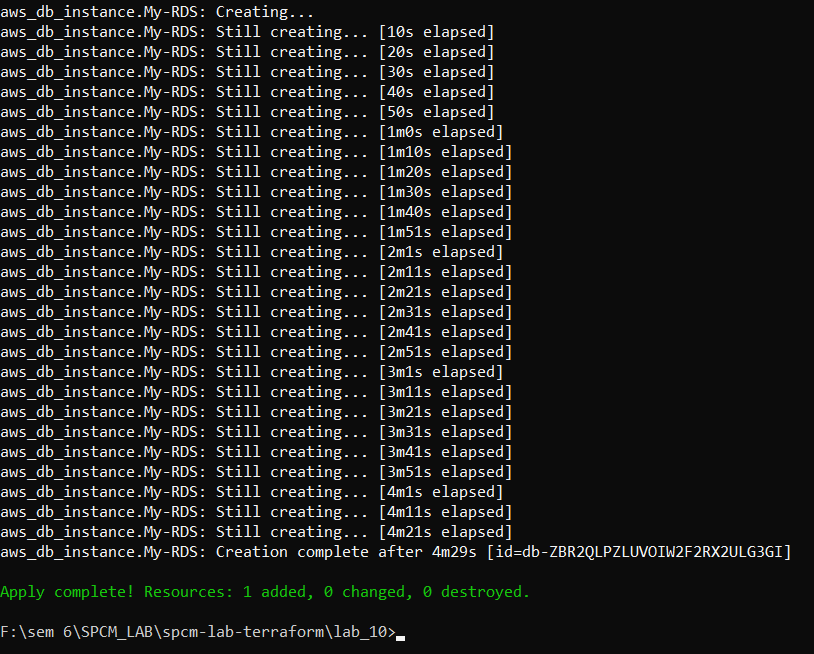 aws_db_instance.My-RDS: Creating...
aws_db_instance.My-RDS: Still creating... [10s elapsed]
aws_db_instance.My-RDS: Still creating... [20s elapsed]
aws_db_instance.My-RDS: Still creating... [30s elapsed]
aws_db_instance.My-RDS: Still creating... [40s elapsed]
aws_db_instance.My-RDS: Still creating... [50s elapsed]
aws_db_instance.My-RDS: Still creating... [1m0s elapsed]
aws_db_instance.My-RDS: Still creating... [1m10s elapsed]
aws_db_instance.My-RDS: Still creating... [1m20s elapsed]
aws_db_instance.My-RDS: Still creating... [1m30s elapsed]
aws_db_instance.My-RDS: Still creating... [1m40s elapsed]
aws_db_instance.My-RDS: Still creating... [1m51s elapsed]
aws_db_instance.My-RDS: Still creating... [2m1s elapsed]
aws_db_instance.My-RDS: Still creating... [2m11s elapsed]
aws_db_instance.My-RDS: Still creating... [2m21s elapsed]
aws_db_instance.My-RDS: Still creating... [2m31s elapsed]
aws_db_instance.My-RDS: Still creating... [2m41s elapsed]
aws_db_instance.My-RDS: Still creating... [2m51s elapsed]
aws_db_instance.My-RDS: Still creating... [3m1s elapsed]
aws_db_instance.My-RDS: Still creating... [3m11s elapsed]
aws_db_instance.My-RDS: Still creating... [3m21s elapsed]
aws_db_instance.My-RDS: Still creating... [3m31s elapsed]
aws_db_instance.My-RDS: Still creating... [3m41s elapsed]
aws_db_instance.My-RDS: Still creating... [3m51s elapsed]
aws_db_instance.My-RDS: Still creating... [4m1s elapsed]
aws_db_instance.My-RDS: Still creating... [4m11s elapsed]
aws_db_instance.My-RDS: Still creating... [4m21s elapsed]
aws_db_instance.My-RDS: Creation complete after 4m29s [id=db-ZBR2QLPZLUVOIW2F2RX2ULG3GI]
Apply complete! Resources: 1 added, 0 changed, 0 destroyed.
F:\sem 6\SPCM_LAB\spcm-lab-terraform\lab_10>